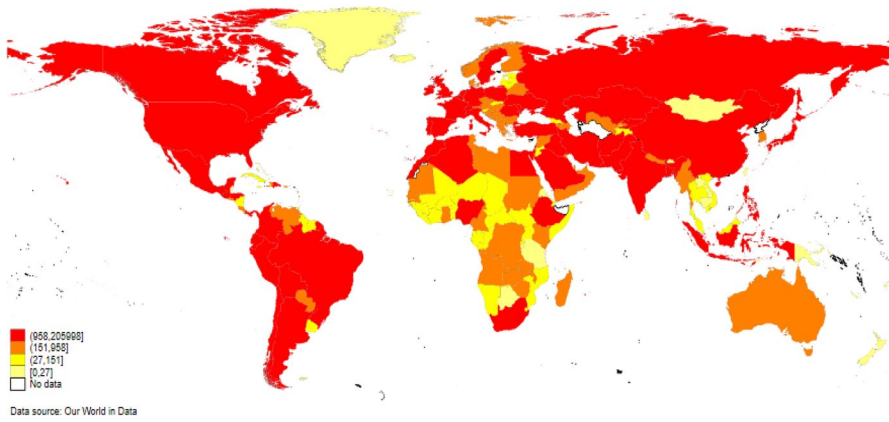 (958,205998]
(151,958]
(27,151]
[0,27]
No data
Data source: Our World in Data